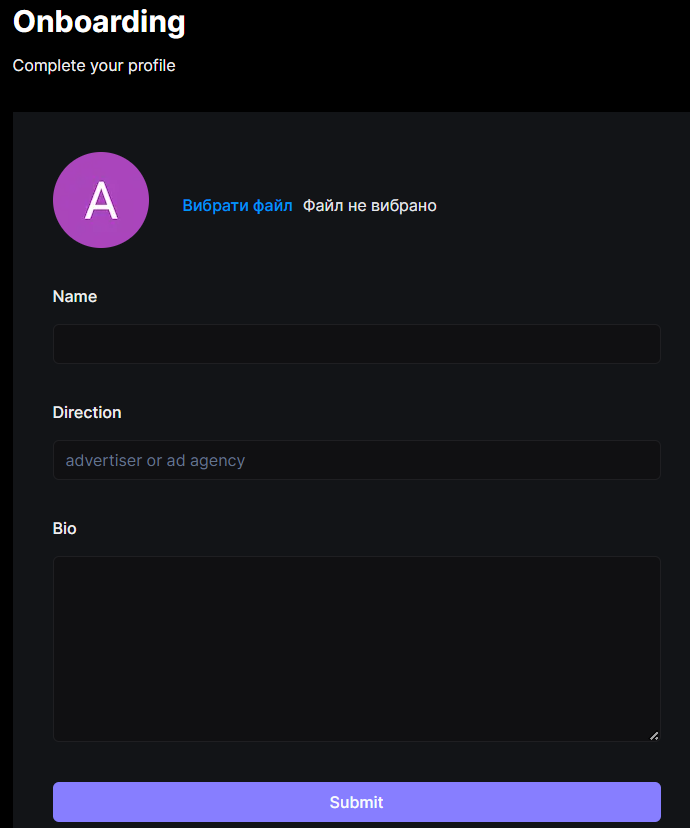 Onboarding
Complete your profile
A
Вибрати файл Файл не вибрано
Name
Direction
advertiser or ad agency
Bio
Submit